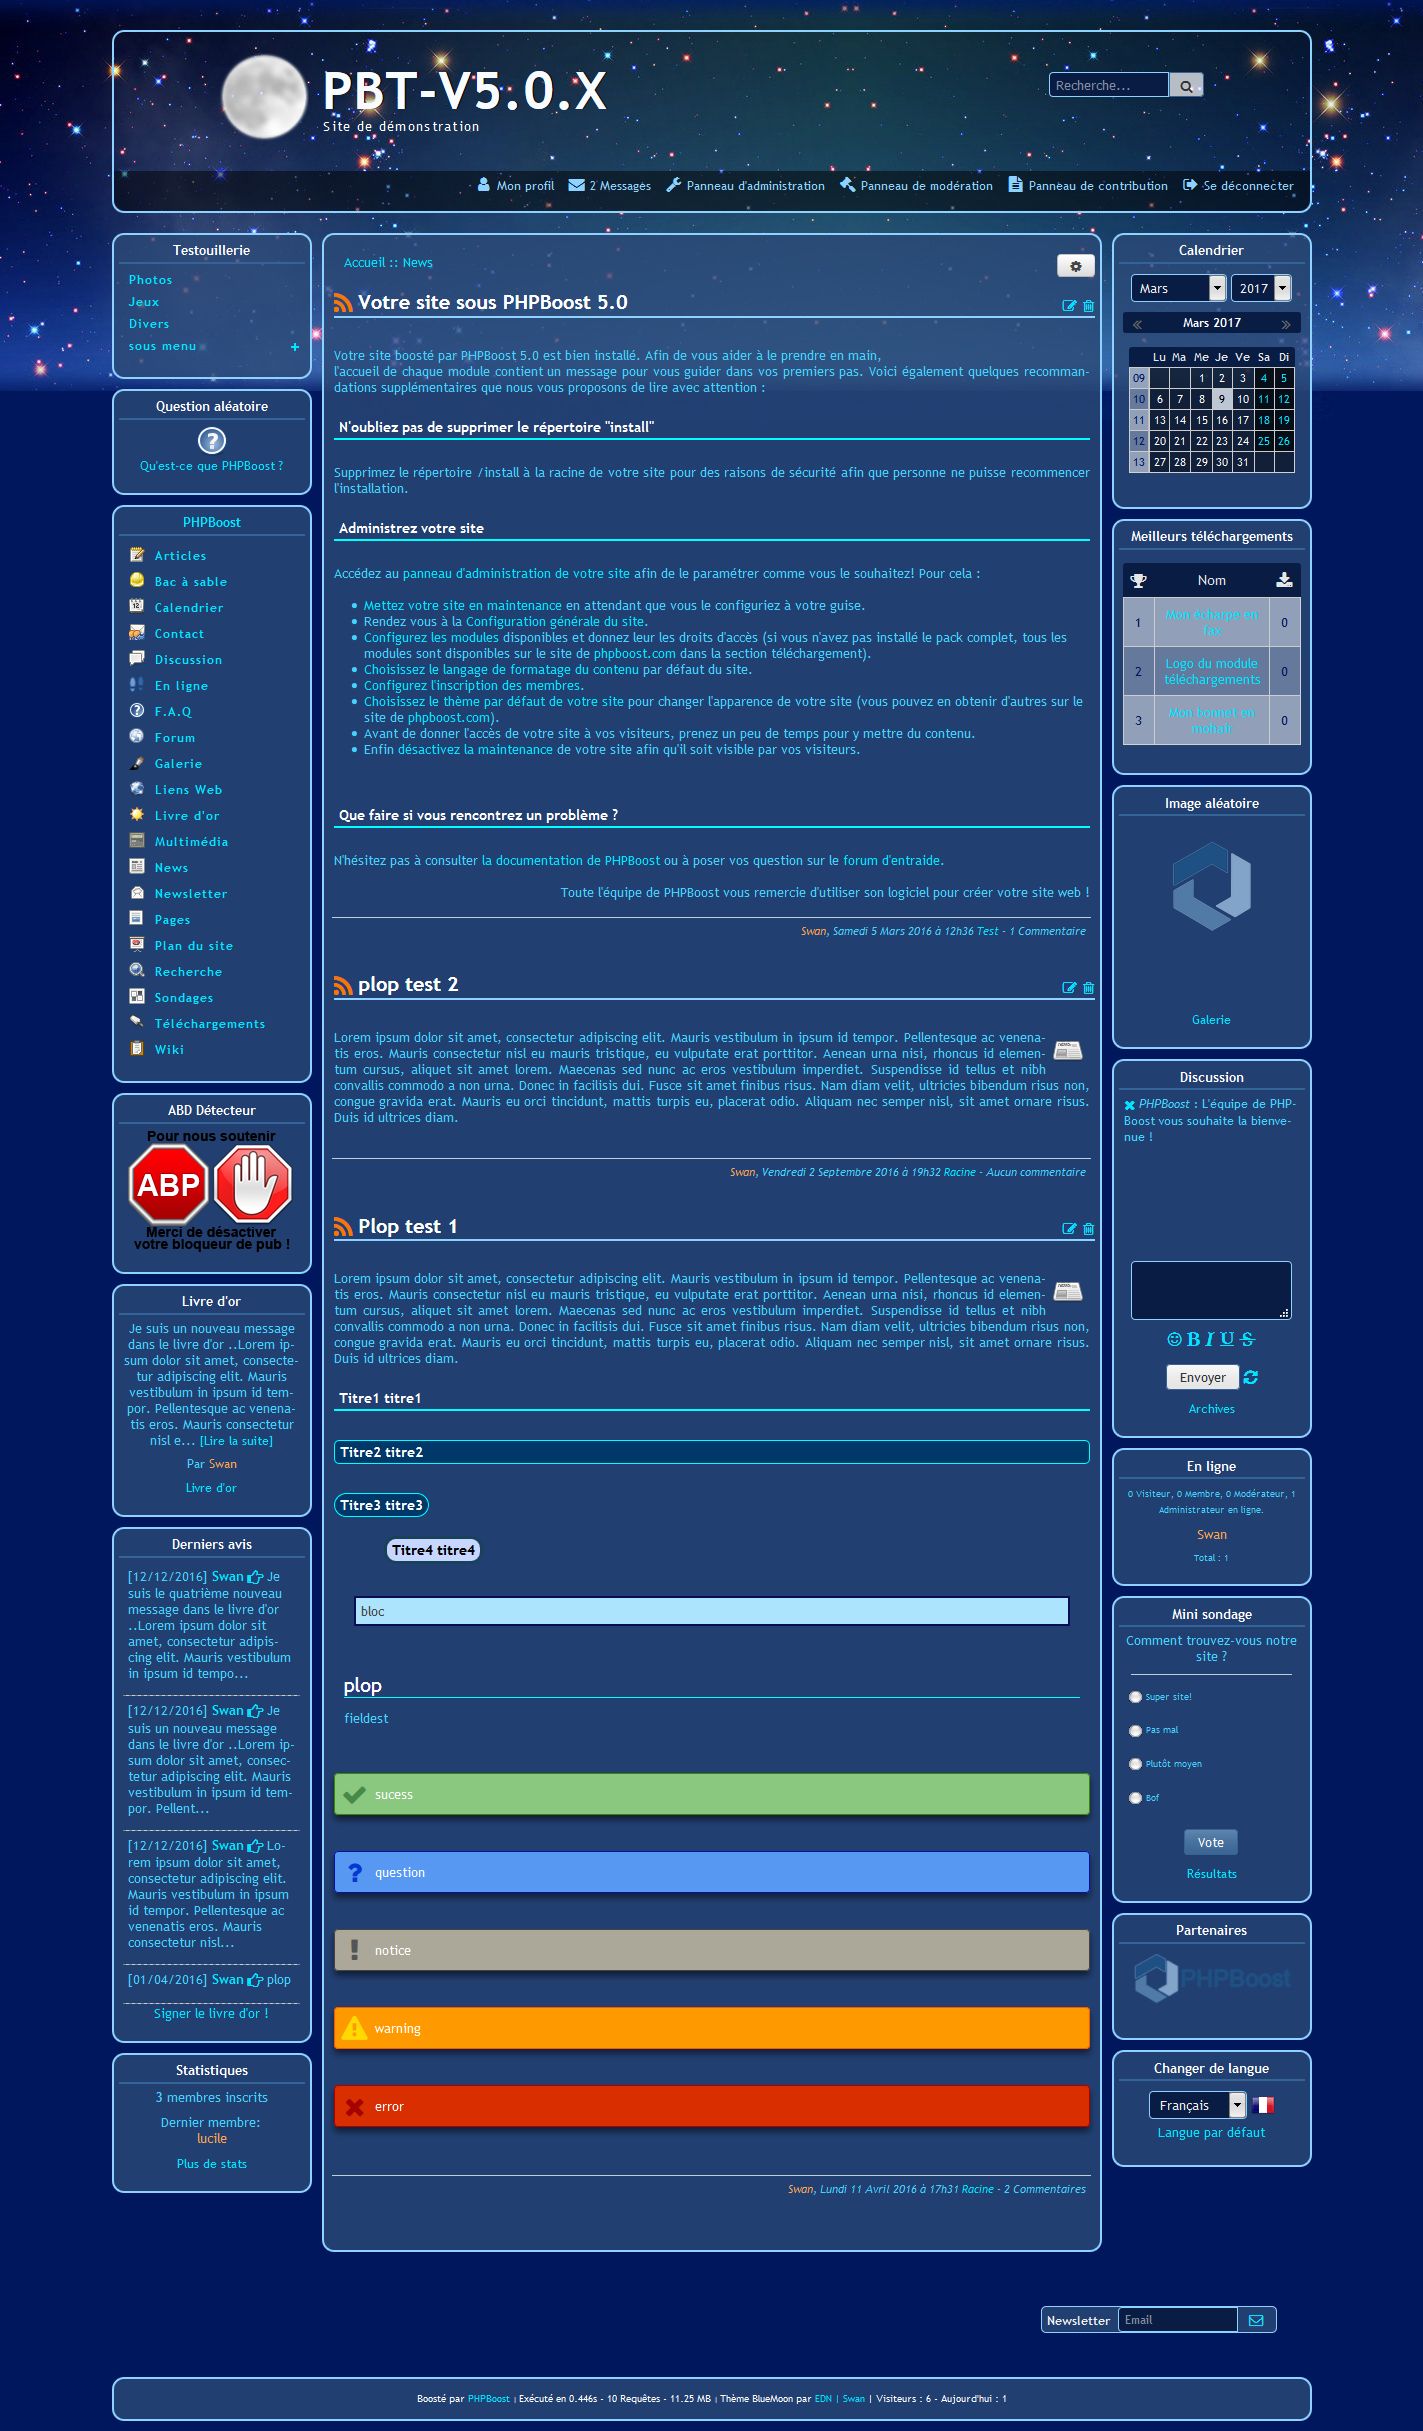 PBT-V5.0.X
Site de démonstration
Recherche...
Mon profil 2 Messages Panneau d'administration Panneau de modération Panneau de contribution Se déconnecter
Testouillerie
Photos
Jeux
Divers
sous menu
Question aléatoire
?
Qu'est-ce que PHPBoost ?
PHPBoost
Articles
Bac à sable
Calendrier
Contact
Discussion
En ligne
F.A.Q
Forum
Galerie
Liens Web
Livre d'or
Multimédia
News
Newsletter
Pages
Plan du site
Recherche
Sondages
Téléchargements
Wiki
ABD Détecteur
Pour nous soutenir
ABP
Merci de désactiver
votre bloqueur de pub !
Livre d'or
Je suis un nouveau message
dans le livre d'or ..Lorem ip-
sum dolor sit amet, consecte-
tur adipiscing elit. Mauris
vestibulum in ipsum id tem-
por. Pellentesque ac venena-
tis eros. Mauris consectetur
nisl e... [Lire la suite]
Par Swan
Livre d'or
Derniers avis
[12/12/2016] Swan Je
suis le quatrième nouveau
message dans le livre d'or
..Lorem ipsum dolor sit
amet, consectetur adipis-
cing elit. Mauris vestibulum
in ipsum id tempo...
[12/12/2016] Swan Je
suis un nouveau message
dans le livre d'or ..Lorem ip-
sum dolor sit amet, consec-
tetur adipiscing elit. Mauris
vestibulum in ipsum id tem-
por. Pellent...
[12/12/2016] Swan Lo-
rem ipsum dolor sit amet,
consectetur adipiscing elit.
Mauris vestibulum in ipsum
id tempor. Pellentesque ac
venenatis eros. Mauris
consectetur nisl...
[01/04/2016] Swan plop
Signer le livre d'or !
Statistiques
3 membres inscrits
Dernier membre:
lucile
Plus de stats
Accueil :: News
Votre site sous PHPBoost 5.0
Votre site boosté par PHPBoost 5.0 est bien installé. Afin de vous aider à le prendre en main,
l'accueil de chaque module contient un message pour vous guider dans vos premiers pas. Voici également quelques recomman-
dations supplémentaires que nous vous proposons de lire avec attention :
N'oubliez pas de supprimer le répertoire "install"
Supprimez le répertoire /install à la racine de votre site pour des raisons de sécurité afin que personne ne puisse recommencer
l'installation.
Administrez votre site
Accédez au panneau d'administration de votre site afin de le paramétrer comme vous le souhaitez! Pour cela :
Mettez votre site en maintenance en attendant que vous le configuriez à votre guise.
Rendez vous à la Configuration générale du site.
Configurez les modules disponibles et donnez leur les droits d'accès (si vous n'avez pas installé le pack complet, tous les
modules sont disponibles sur le site de phpboost.com dans la section téléchargement).
Choisissez le langage de formatage du contenu par défaut du site.
Configurez l'inscription des membres.
Choisissez le thème par défaut de votre site pour changer l'apparence de votre site (vous pouvez en obtenir d'autres sur le
site de phpboost.com).
Avant de donner l'accès de votre site à vos visiteurs, prenez un peu de temps pour y mettre du contenu.
Enfin désactivez la maintenance de votre site afin qu'il soit visible par vos visiteurs.
Que faire si vous rencontrez un problème ?
N'hésitez pas à consulter la documentation de PHPBoost ou à poser vos question sur le forum d'entraide.
Toute l'équipe de PHPBoost vous remercie d'utiliser son logiciel pour créer votre site web !
Swan, Samedi 5 Mars 2016 à 12h36 Test - 1 Commentaire
plop test 2
Lorem ipsum dolor sit amet, consectetur adipiscing elit. Mauris vestibulum in ipsum id tempor. Pellentesque ac venena-
tis eros. Mauris consectetur nisl eu mauris tristique, eu vulputate erat porttitor. Aenean urna nisi, rhoncus id elemen-
tum cursus, aliquet sit amet lorem. Maecenas sed nunc ac eros vestibulum imperdiet. Suspendisse id tellus et nibh
convallis commodo a non urna. Donec in facilisis dui. Fusce sit amet finibus risus. Nam diam velit, ultricies bibendum risus non,
congue gravida erat. Mauris eu orci tincidunt, mattis turpis eu, placerat odio. Aliquam nec semper nisl, sit amet ornare risus.
Duis id ultrices diam.
Swan, Vendredi 2 Septembre 2016 à 19h32 Racine - Aucun commentaire
Plop test 1
Lorem ipsum dolor sit amet, consectetur adipiscing elit. Mauris vestibulum in ipsum id tempor. Pellentesque ac venena-
tis eros. Mauris consectetur nisl eu mauris tristique, eu vulputate erat porttitor. Aenean urna nisi, rhoncus id elemen-
tum cursus, aliquet sit amet lorem. Maecenas sed nunc ac eros vestibulum imperdiet. Suspendisse id tellus et nibh
convallis commodo a non urna. Donec in facilisis dui. Fusce sit amet finibus risus. Nam diam velit, ultricies bibendum risus non,
congue gravida erat. Mauris eu orci tincidunt, mattis turpis eu, placerat odio. Aliquam nec semper nisl, sit amet ornare risus.
Duis id ultrices diam.
Titre1 titre1
Titre2 titre2
Titre3 titre3
Titre4 titre4
bloc
plop
fieldest
sucess
? question
! notice
warning
error
Swan, Lundi 11 Avril 2016 à 17h31 Racine - 2 Commentaires
Calendrier
Mars 2017
« Mars 2017 »
Lu Ma Me Je Ve Sa Di
09 1 2 3 4 5
10 6 7 8 9 10 11 12
11 13 14 15 16 17 18 19
12 20 21 22 23 24 25 26
13 27 28 29 30 31
Meilleurs téléchargements
Nom
1 Mon écharpe en fax 0
2 Logo du module téléchargements 0
3 Mon bonnet en mohair 0
Image aléatoire
Galerie
Discussion
PHPBoost : L'équipe de PHP-
Boost vous souhaite la bienve-
nue !
B I U S
Envoyer
Archives
En ligne
0 Visiteur, 0 Membre, 0 Modérateur, 1
Administrateur en ligne.
Swan
Total : 1
Mini sondage
Comment trouvez-vous notre
site ?
Super site!
Pas mal
Plutôt moyen
Bof
Vote
Résultats
Partenaires
PHPBoost
Changer de langue
Français
Langue par défaut
Newsletter Email
Boosté par PHPBoost | Exécuté en 0.446s - 10 Requêtes - 11.25 MB | Thème BlueMoon par EDN | Swan | Visiteurs : 6 - Aujourd'hui : 1